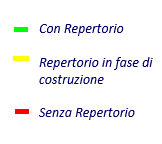 Con Repertorio
Repertorio in fase di
costruzione
Senza Repertorio